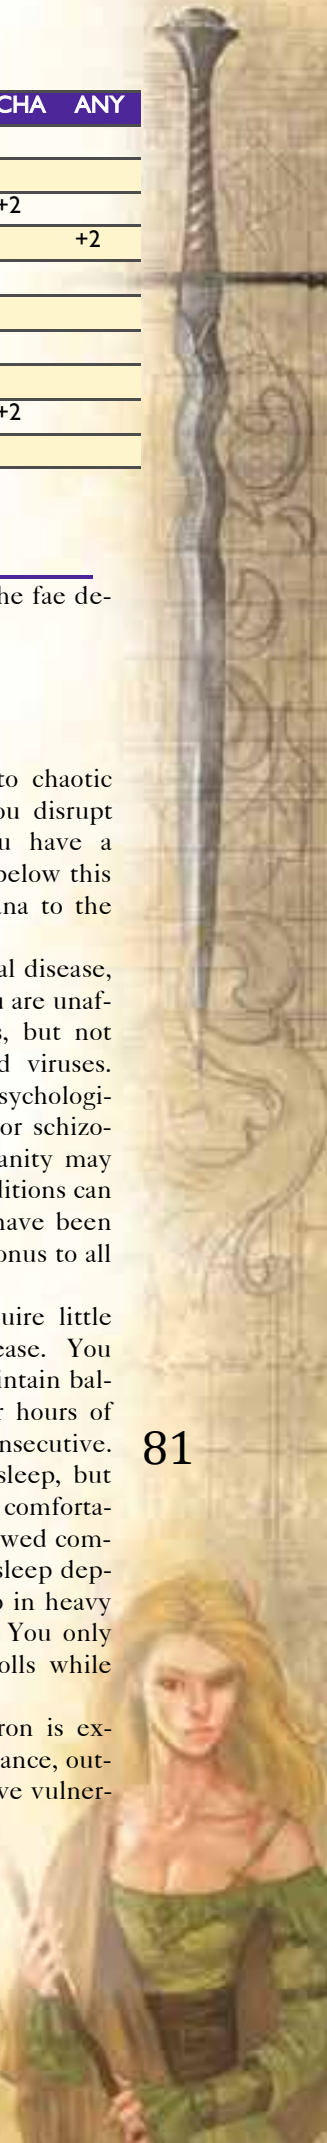 CHA ANY
+2
+2
+2
he fae de-
to chaotic
ou disrupt
u have a
below this
na to the
al disease,
u are unaf-
s, but not
d viruses.
sychologi-
or schizo-
anity may
ditions can
have been
onus to all
uire little
ease. You
intain bal-
r hours of
nsecutive.
sleep, but
comforta-
wed com-
sleep dep-
p in heavy
You only
olls while
ron is ex-
ance, out-
ve vulner-
81